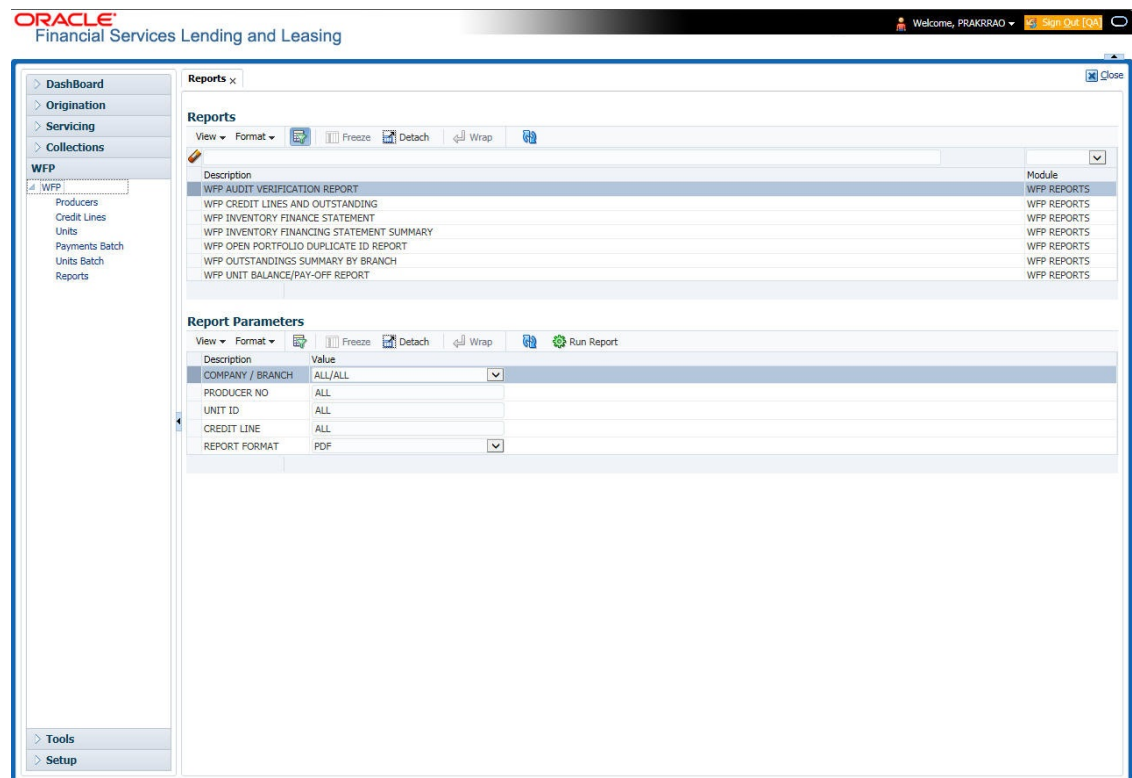 ORACLE®
Financial Services Lending and Leasing
Welcome, PRAKRRAO
Sign Out [QA]
DashBoard
Origination
Servicing
Collections
WFP
WFP
Producers
Credit Lines
Units
Payments Batch
Units Batch
Reports
Tools
Setup
Reports
Close
Reports
View Format Freeze Detach Wrap
Description Module
WFP AUDIT VERIFICATION REPORT WFP REPORTS
WFP CREDIT LINES AND OUTSTANDING WFP REPORTS
WFP INVENTORY FINANCE STATEMENT WFP REPORTS
WFP INVENTORY FINANCING STATEMENT SUMMARY WFP REPORTS
WFP OPEN PORTFOLIO DUPLICATE ID REPORT WFP REPORTS
WFP OUTSTANDINGS SUMMARY BY BRANCH WFP REPORTS
WFP UNIT BALANCE/PAY-OFF REPORT WFP REPORTS
Report Parameters
View Format Freeze Detach Wrap Run Report
Description Value
COMPANY / BRANCH ALL/ALL
PRODUCER NO ALL
UNIT ID ALL
CREDIT LINE ALL
REPORT FORMAT PDF